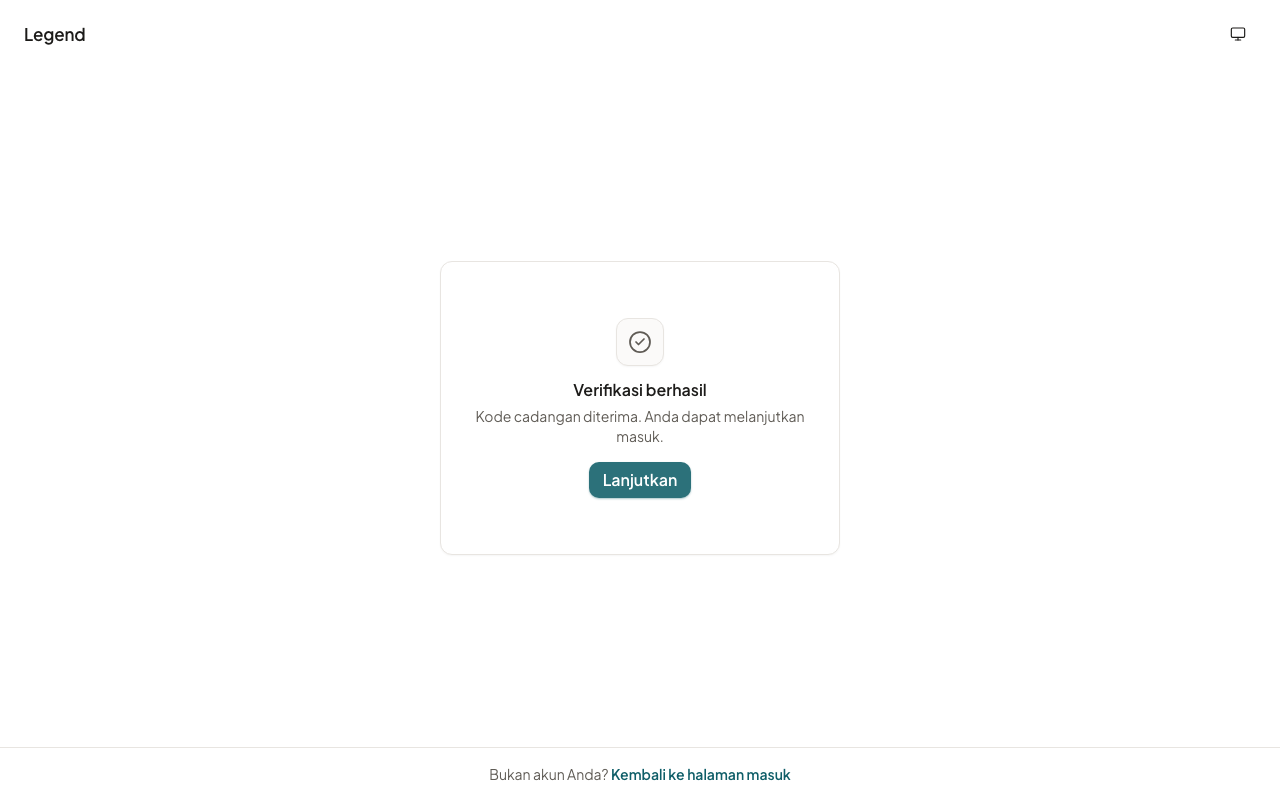 Legend
Verifikasi berhasil
Kode cadangan diterima. Anda dapat melanjutkan
masuk.
Lanjutkan
Bukan akun Anda? Kembali ke halaman masuk